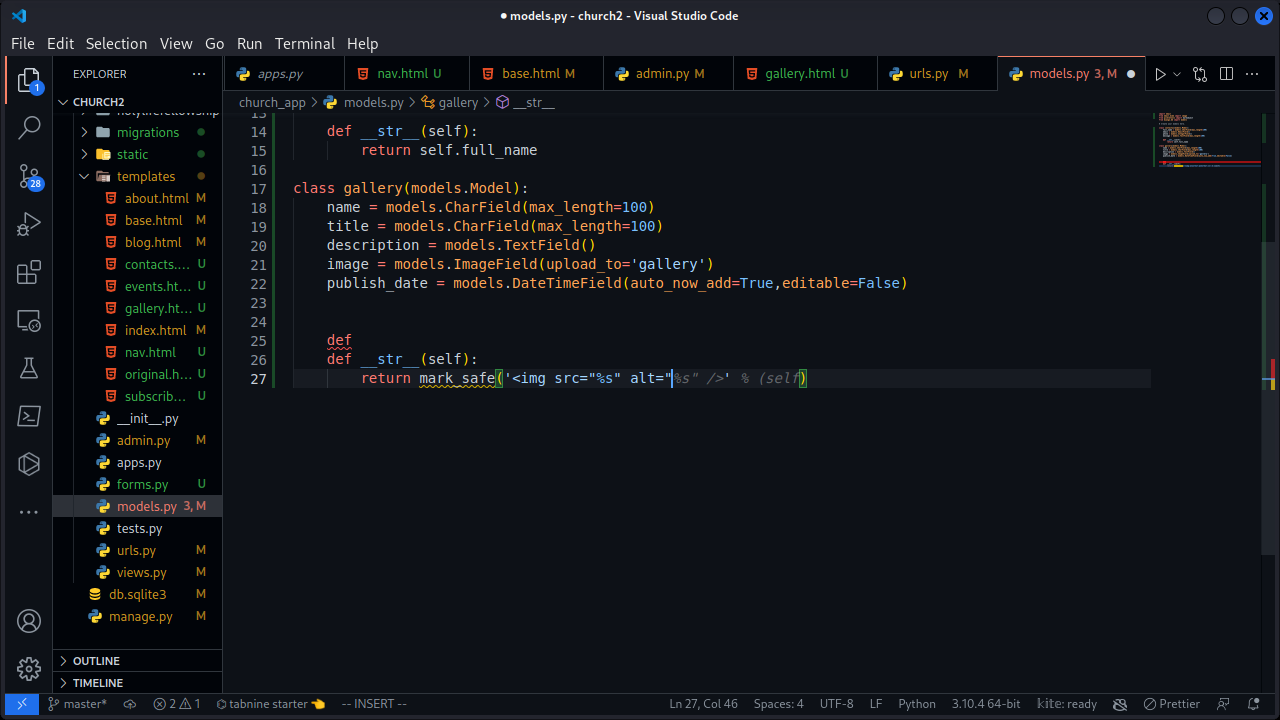 models.py - church2 - Visual Studio Code
File Edit Selection View Go Run Terminal Help
EXPLORER
apps.py
nav.html U
base.html M
admin.py M
gallery.html U
urls.py M
models.py 3, M
CHURCH2
church_app > models.py > gallery > __str__
holylifefellowship
migrations
static
templates
about.html M
base.html M
blog.html M
contacts.... U
events.ht... U
gallery.ht... U
index.html M
nav.html U
original.h... U
subscrib... U
__init__.py
admin.py M
apps.py
forms.py U
models.py 3, M
tests.py
urls.py M
views.py M
db.sqlite3 M
manage.py M
OUTLINE
TIMELINE
1
28
13
14 def __str__(self):
15 return self.full_name
16
17 class gallery(models.Model):
18 name = models.CharField(max_length=100)
19 title = models.CharField(max_length=100)
20 description = models.TextField()
21 image = models.ImageField(upload_to='gallery')
22 publish_date = models.DateTimeField(auto_now_add=True,editable=False)
23
24
25 def
26 def __str__(self):
27 return mark_safe('<img src="%s" alt="%s" />' % (self)
master* 2 1 tabnine starter 👈 -- INSERT -- Ln 27, Col 46 Spaces: 4 UTF-8 LF Python 3.10.4 64-bit kite: ready Prettier